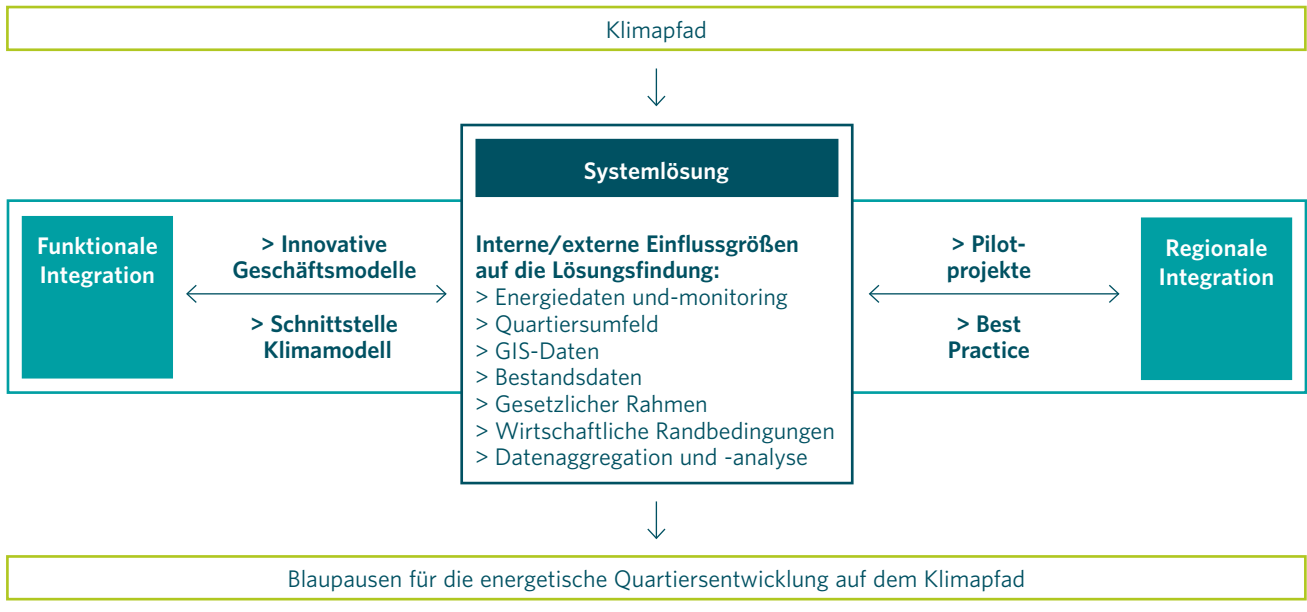 Klimapfad
Systemlösung
Funktionale
Integration
> Innovative
Geschäftsmodelle
> Schnittstelle
Klimamodell
Interne/externe Einflussgrößen
auf die Lösungsfindung:
> Energiedaten und-monitoring
> Quartiersumfeld
> GIS-Daten
> Bestandsdaten
> Gesetzlicher Rahmen
> Wirtschaftliche Randbedingungen
> Datenaggregation und -analyse
> Pilot-
projekte
> Best
Practice
Regionale
Integration
Blaupausen für die energetische Quartiersentwicklung auf dem Klimapfad